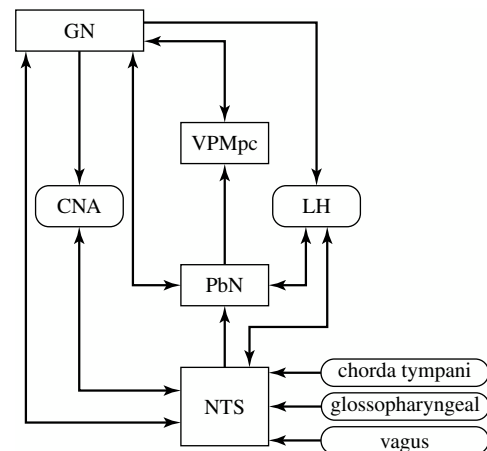 GN
VPMpc
CNA
LH
PbN
NTS
chorda tympani
glossopharyngeal
vagus